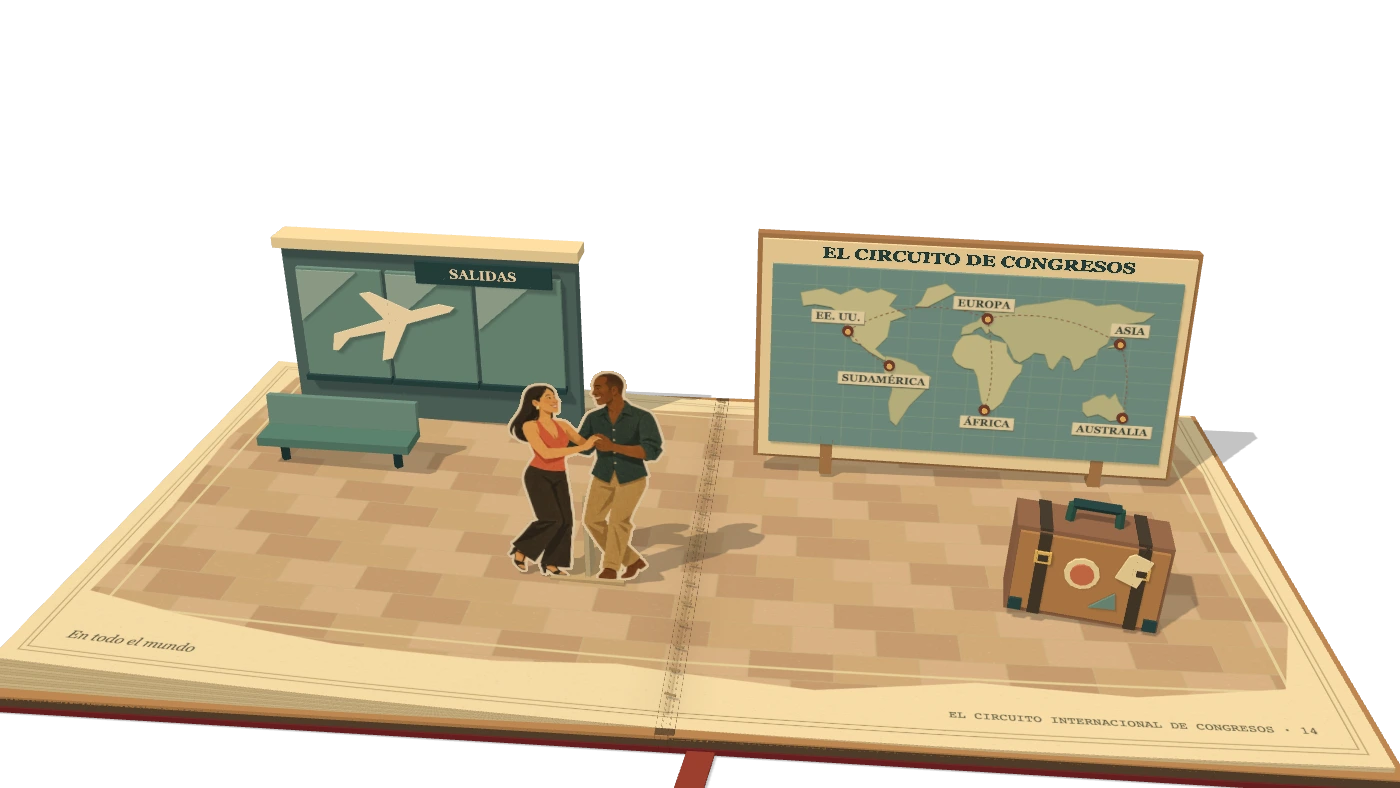 SALIDAS
EL CIRCUITO DE CONGRESOS
EE. UU.
EUROPA
ASIA
SUDAMÉRICA
ÁFRICA
AUSTRALIA
En todo el mundo
EL CIRCUITO INTERNACIONAL DE CONGRESOS · 14